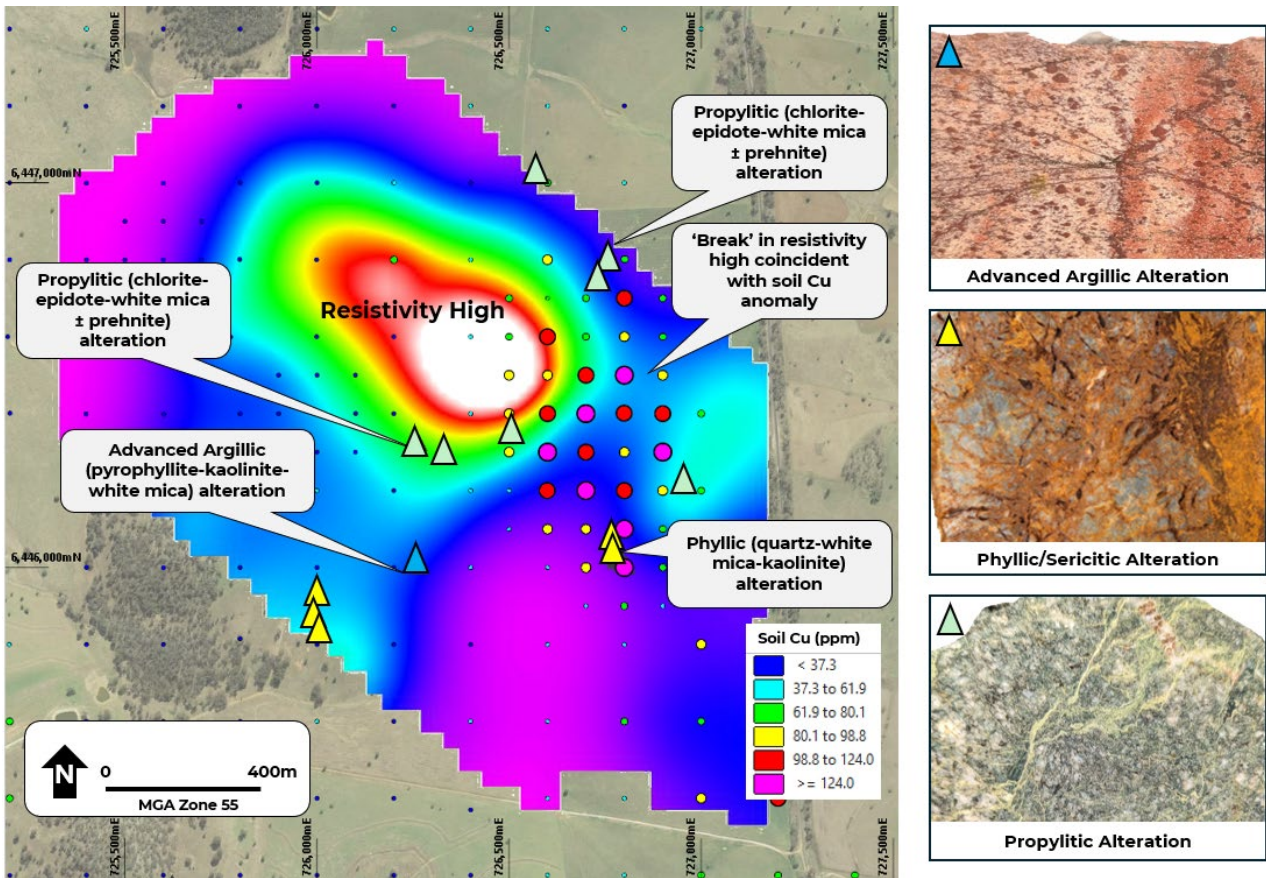 725,500mE
726,000mE
727,000mE
727,500mE
6,447,000mN
6,446,000mN
Propylitic (chlorite-
epidote-white mica
± prehnite)
alteration
'Break' in resistivity
high coincident
with soil Cu
anomaly
Propylitic (chlorite-
epidote-white mica
± prehnite)
alteration
Resistivity High
Advanced Argillic
(pyrophyllite-kaolinite-
white mica) alteration
Phyllic (quartz-white
mica-kaolinite)
alteration
Soil Cu (ppm)
< 37.3
37.3 to 61.9
61.9 to 80.1
80.1 to 98.8
98.8 to 124.0
>= 124.0
N
0 400m
MGA Zone 55
725,500mE
726,000mE
726,500mE
727,000mE
727,500mE
Advanced Argillic Alteration
Phyllic/Sericitic Alteration
Propylitic Alteration